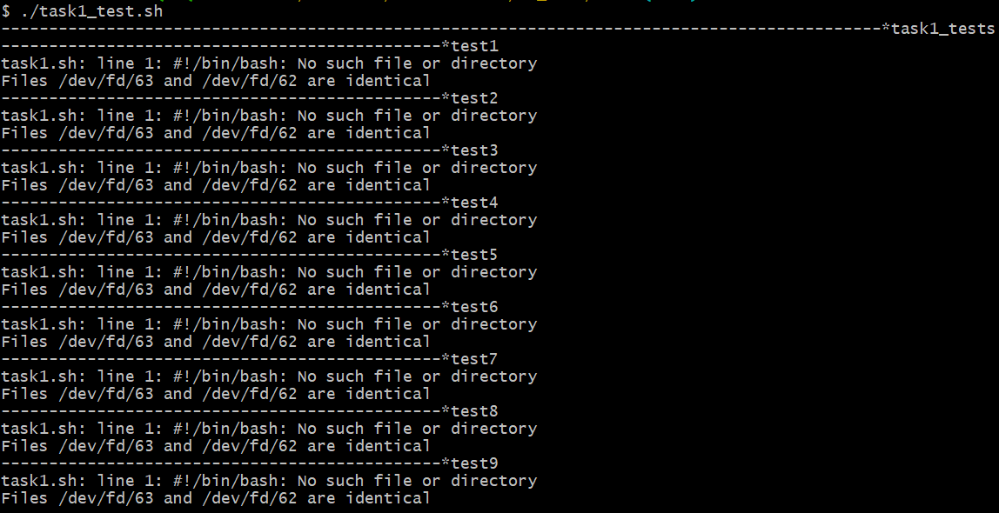 $ ./task1_test.sh
--------------------------------------------------------------------------------------------*task1_tests
----------------------------------------------*test1
task1.sh: line 1: #!/bin/bash: No such file or directory
Files /dev/fd/63 and /dev/fd/62 are identical
----------------------------------------------*test2
task1.sh: line 1: #!/bin/bash: No such file or directory
Files /dev/fd/63 and /dev/fd/62 are identical
----------------------------------------------*test3
task1.sh: line 1: #!/bin/bash: No such file or directory
Files /dev/fd/63 and /dev/fd/62 are identical
----------------------------------------------*test4
task1.sh: line 1: #!/bin/bash: No such file or directory
Files /dev/fd/63 and /dev/fd/62 are identical
----------------------------------------------*test5
task1.sh: line 1: #!/bin/bash: No such file or directory
Files /dev/fd/63 and /dev/fd/62 are identical
----------------------------------------------*test6
task1.sh: line 1: #!/bin/bash: No such file or directory
Files /dev/fd/63 and /dev/fd/62 are identical
----------------------------------------------*test7
task1.sh: line 1: #!/bin/bash: No such file or directory
Files /dev/fd/63 and /dev/fd/62 are identical
----------------------------------------------*test8
task1.sh: line 1: #!/bin/bash: No such file or directory
Files /dev/fd/63 and /dev/fd/62 are identical
----------------------------------------------*test9
task1.sh: line 1: #!/bin/bash: No such file or directory
Files /dev/fd/63 and /dev/fd/62 are identical